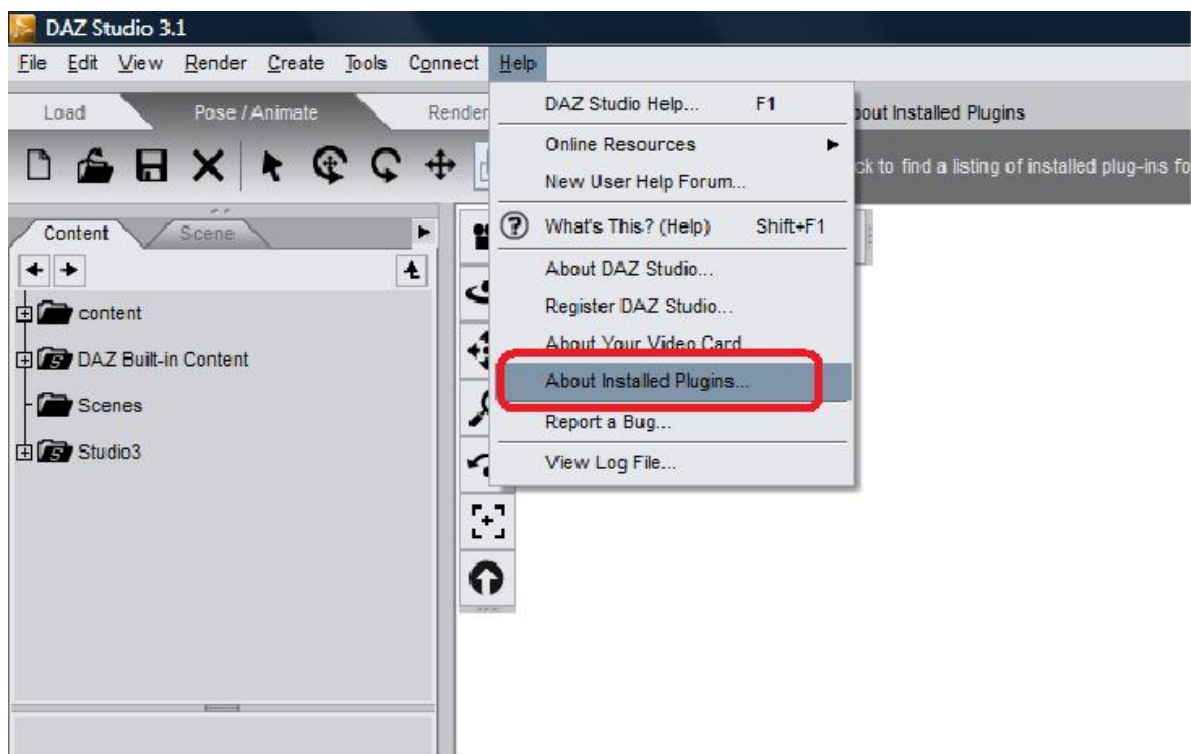 DAZ Studio 3.1
File Edit View Render Create Tools Connect Help
Load Pose / Animate Render
DAZ Studio Help... F1
Online Resources
New User Help Forum...
? What's This? (Help) Shift+F1
About DAZ Studio...
Register DAZ Studio...
About Your Video Card
About Installed Plugins...
Report a Bug...
View Log File...
bout Installed Plugins
ck to find a listing of installed plug-ins fo
Content Scene
content
S DAZ Built-in Content
Scenes
S Studio3